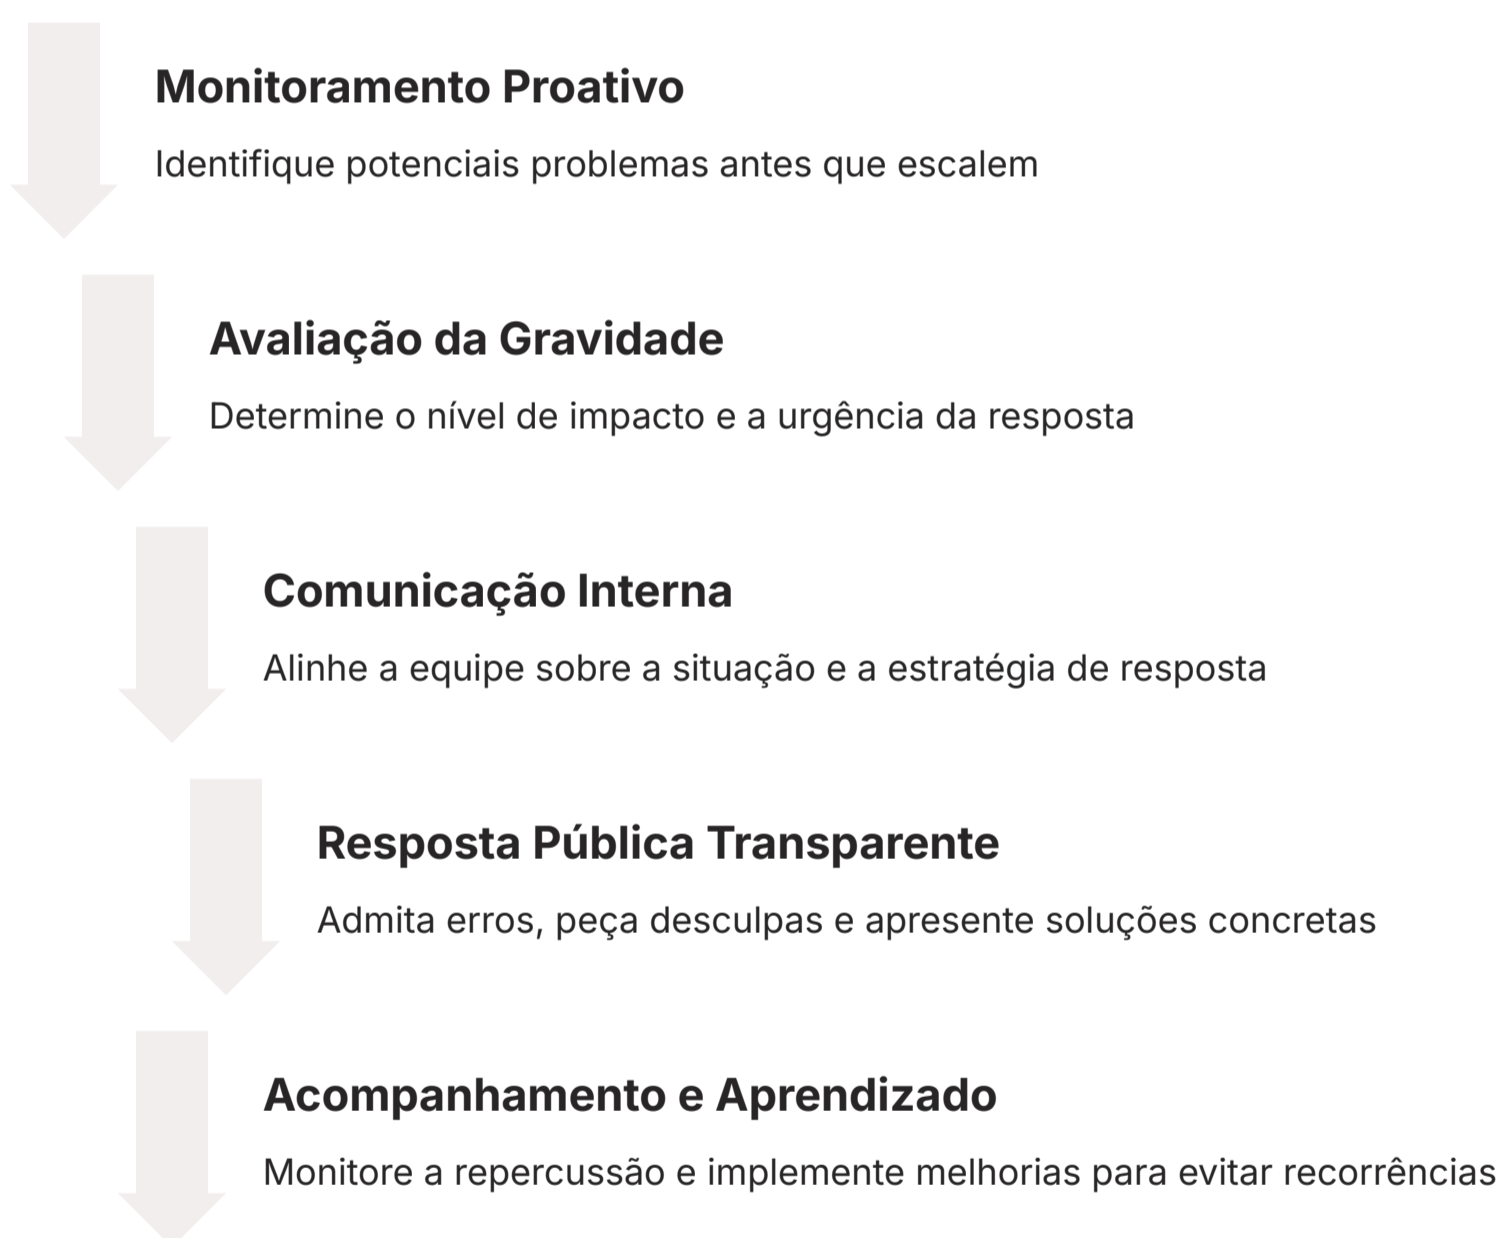 Monitoramento Proativo
Identifique potenciais problemas antes que escalem
Avaliação da Gravidade
Determine o nível de impacto e a urgência da resposta
Comunicação Interna
Alinhe a equipe sobre a situação e a estratégia de resposta
Resposta Pública Transparente
Admita erros, peça desculpas e apresente soluções concretas
Acompanhamento e Aprendizado
Monitore a repercussão e implemente melhorias para evitar recorrências